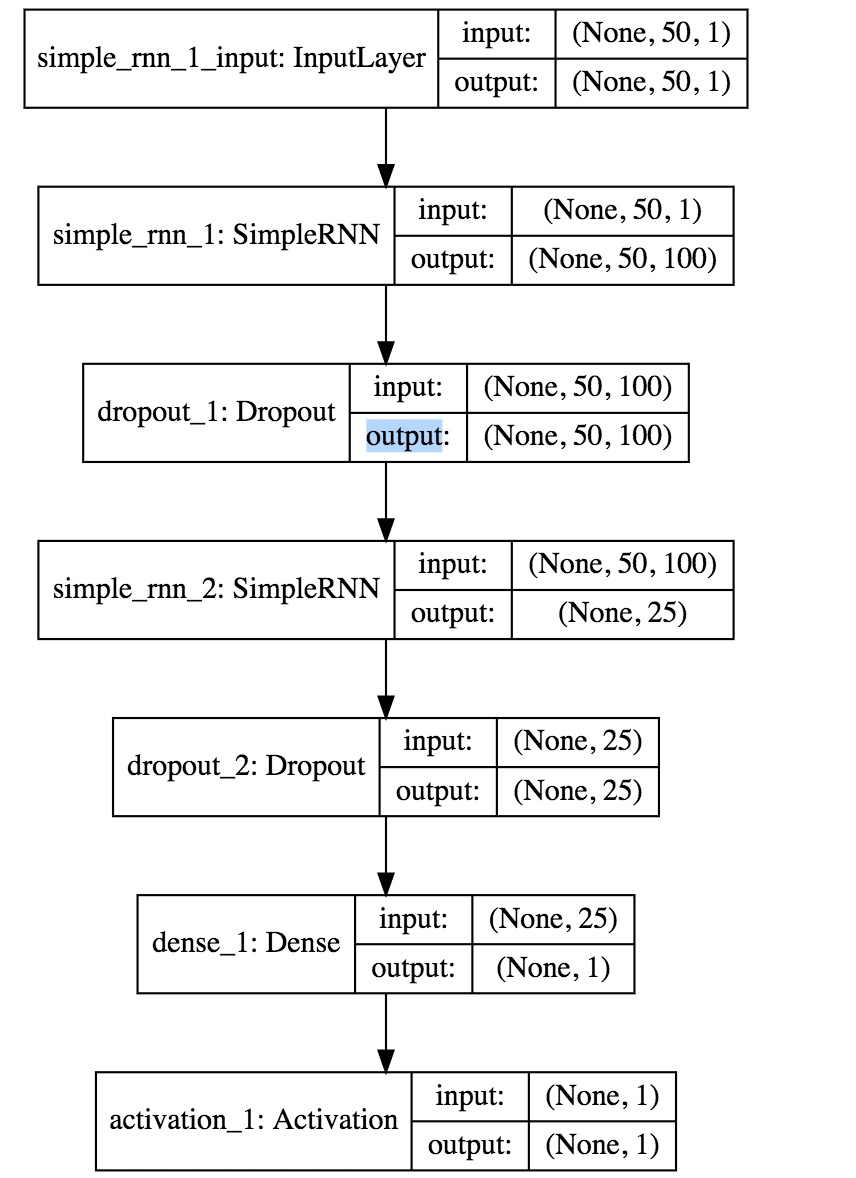 simple_rnn_1_input: InputLayer
input: (None, 50, 1)
output: (None, 50, 1)
simple_rnn_1: SimpleRNN
input: (None, 50, 1)
output: (None, 50, 100)
dropout_1: Dropout
input: (None, 50, 100)
output: (None, 50, 100)
simple_rnn_2: SimpleRNN
input: (None, 50, 100)
output: (None, 25)
dropout_2: Dropout
input: (None, 25)
output: (None, 25)
dense_1: Dense
input: (None, 25)
output: (None, 1)
activation_1: Activation
input: (None, 1)
output: (None, 1)